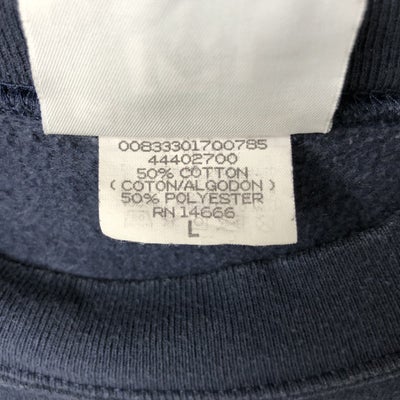 00833301700785
44402700
50% COTTON
( COTON/ALGODON )
50% POLYESTER
RN 14666
L